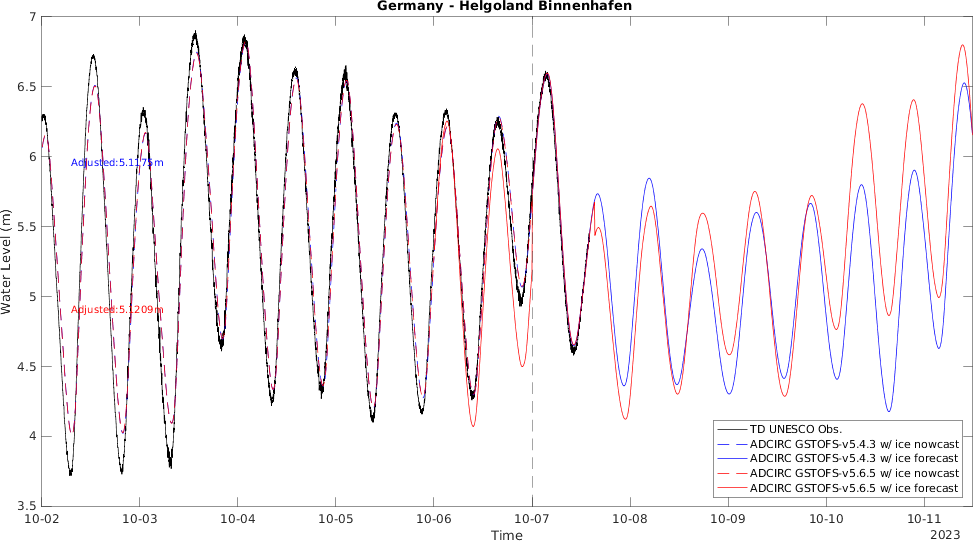 Germany - Helgoland Binnenhafen
7
6.5
6
5.5
5
4.5
4
3.5
Water Level (m)
Adjusted:5.1175m
Adjusted:5.1209m
TD UNESCO Obs.
ADCIRC GSTOFS-v5.4.3 w/ ice nowcast
ADCIRC GSTOFS-v5.4.3 w/ ice forecast
ADCIRC GSTOFS-v5.6.5 w/ ice nowcast
ADCIRC GSTOFS-v5.6.5 w/ ice forecast
10-02 10-03 10-04 10-05 10-06 10-07 10-08 10-09 10-10 10-11
Time
2023